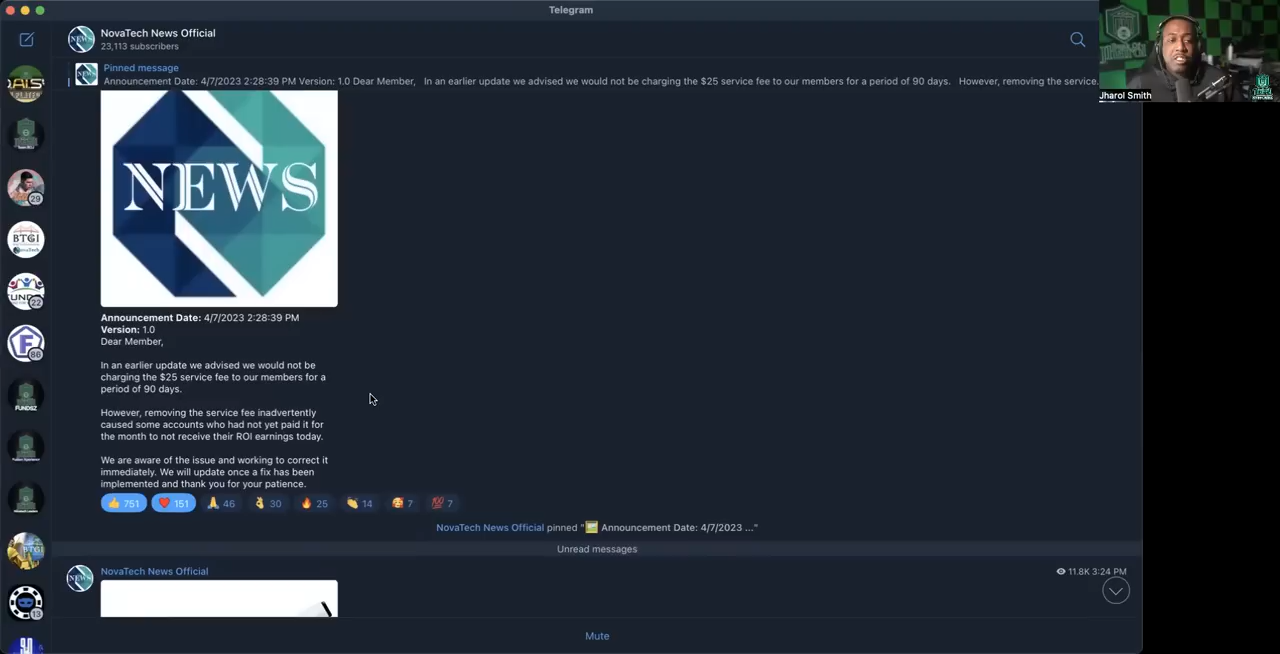 Telegram
NovaTech News Official
23,113 subscribers
Pinned message
Announcement Date: 4/7/2023 2:28:39 PM Version: 1.0 Dear Member, In an earlier update we advised we would not be charging the $25 service fee to our members for a period of 90 days. However, removing the service.
Jharol Smith
NEWS
Announcement Date: 4/7/2023 2:28:39 PM
Version: 1.0
Dear Member,
In an earlier update we advised we would not be
charging the $25 service fee to our members for a
period of 90 days.
However, removing the service fee inadvertently
caused some accounts who had not yet paid it for
the month to not receive their ROI earnings today.
We are aware of the issue and working to correct it
immediately. We will update once a fix has been
implemented and thank you for your patience.
751 151 46 30 25 14 7 7
NovaTech News Official pinned "Announcement Date: 4/7/2023 ..."
Unread messages
NovaTech News Official
11.8K 3:24 PM
Mute
29
BTGI
NovaTech
22
86
FUNDSZ
BTGI
13